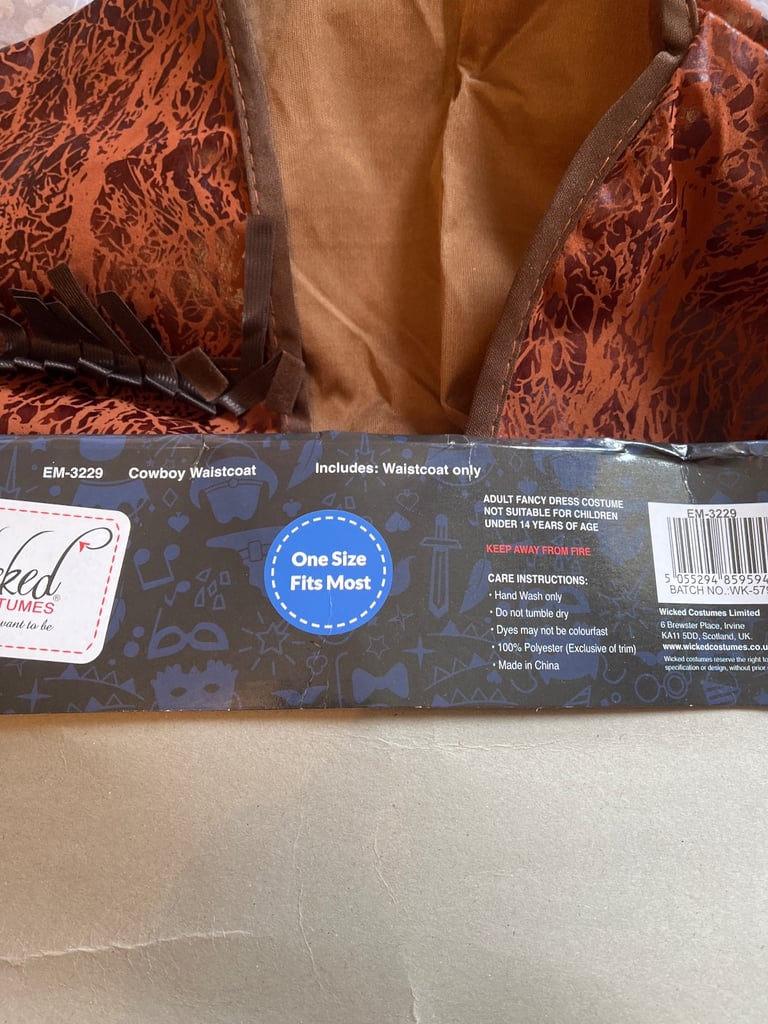 EM-3229 Cowboy Waistcoat Includes: Waistcoat only
One Size
Fits Most
ADULT FANCY DRESS COSTUME
NOT SUITABLE FOR CHILDREN
UNDER 14 YEARS OF AGE
KEEP AWAY FROM FIRE
CARE INSTRUCTIONS:
• Hand Wash only
• Do not tumble dry
• Dyes may not be colourfast
• 100% Polyester (Exclusive of trim)
• Made in China
EM-3229
5 055294 859594
BATCH NO.:WK-579
Wicked Costumes Limited
6 Brewster Place, Irvine
KA11 5DD, Scotland, UK.
www.wickedcostumes.co.u
Wicked costumes reserve the right to
specification or design, without prior
cked
TUMES®
want to be